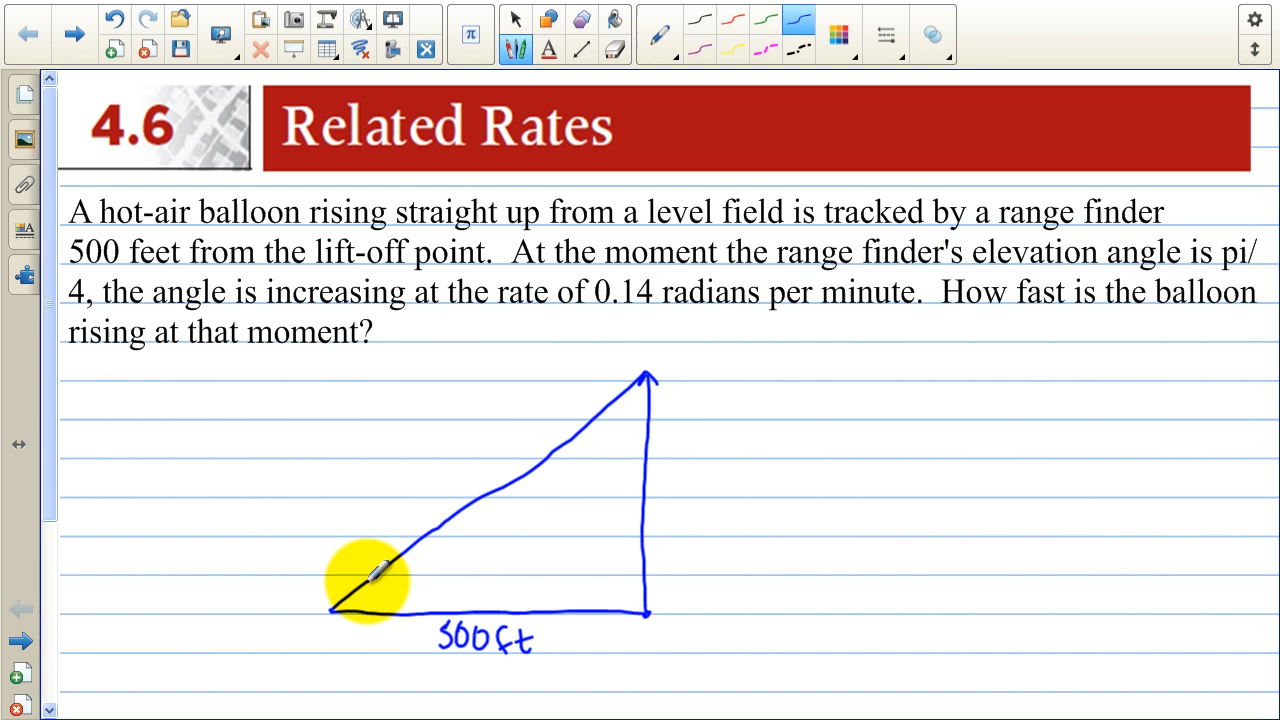 4.6
Related Rates
A hot-air balloon rising straight up from a level field is tracked by a range finder
500 feet from the lift-off point.  At the moment the range finder's elevation angle is pi/
4, the angle is increasing at the rate of 0.14 radians per minute.  How fast is the balloon
rising at that moment?
500 ft